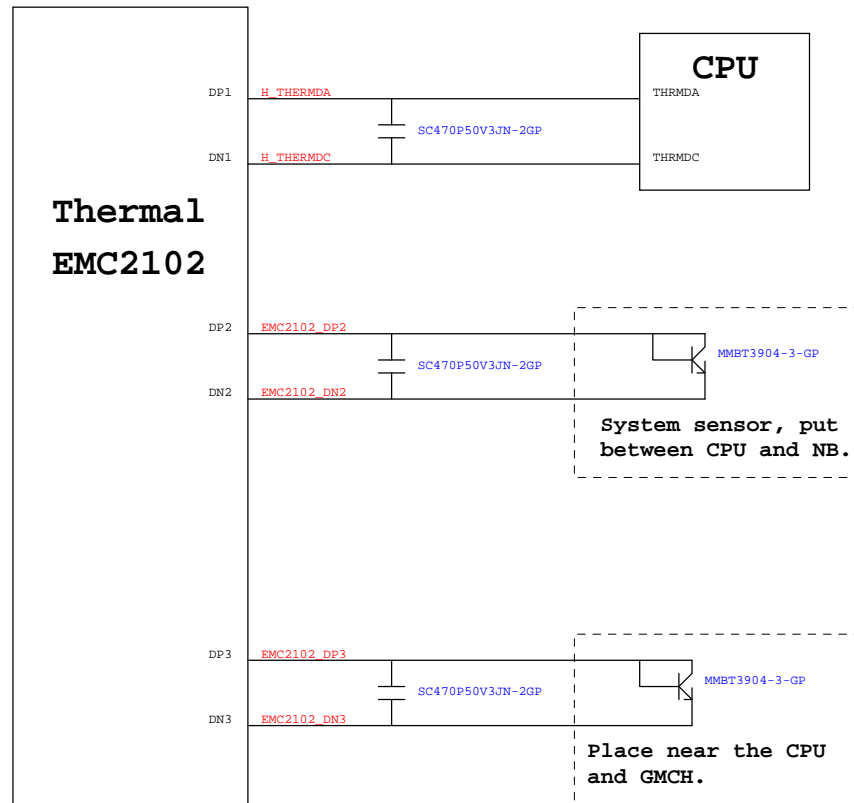 CPU
DP1 H_THERMDA THRMDA
SC470P50V3JN-2GP
DN1 H_THERMDC THRMDC
Thermal
EMC2102
DP2 EMC2102_DP2
MMBT3904-3-GP
SC470P50V3JN-2GP
DN2 EMC2102_DN2
System sensor, put
between CPU and NB.
DP3 EMC2102_DP3
MMBT3904-3-GP
SC470P50V3JN-2GP
DN3 EMC2102_DN3
Place near the CPU
and GMCH.